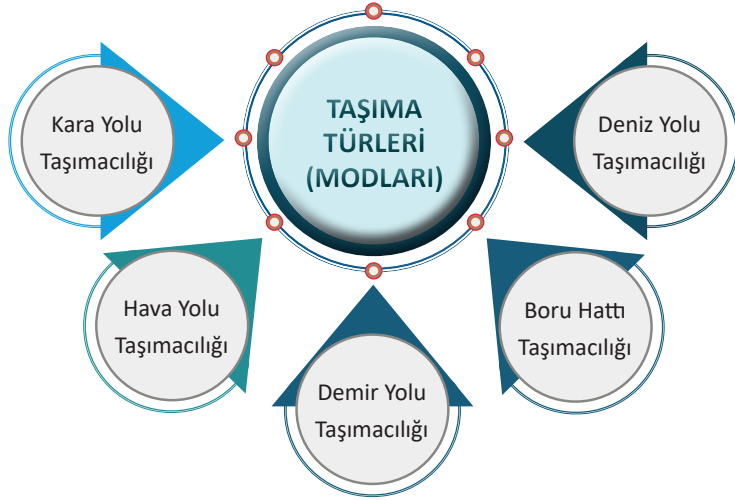 TAŞIMA
TÜRLERİ
(MODLARI)
Kara Yolu
Taşımacılığı
Hava Yolu
Taşımacılığı
Demir Yolu
Taşımacılığı
Boru Hattı
Taşımacılığı
Deniz Yolu
Taşımacılığı